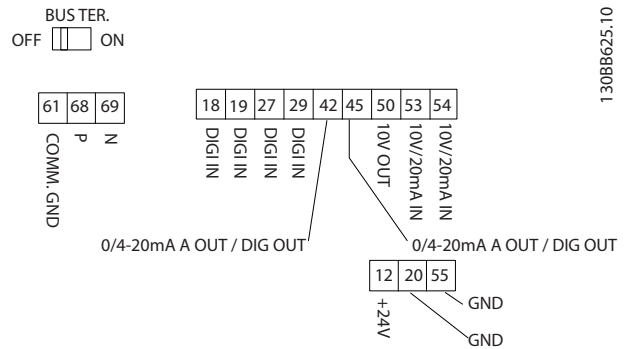 BUS TER.
OFF ON
130BB625.10
61 68 69
COMM. GND
P
N
18 19 27 29 42 45 50 53 54
DIGI IN
DIGI IN
DIGI IN
DIGI IN
10V OUT
10V/20mA IN
10V/20mA IN
0/4-20mA A OUT / DIG OUT
0/4-20mA A OUT / DIG OUT
12 20 55
+24V
GND
GND